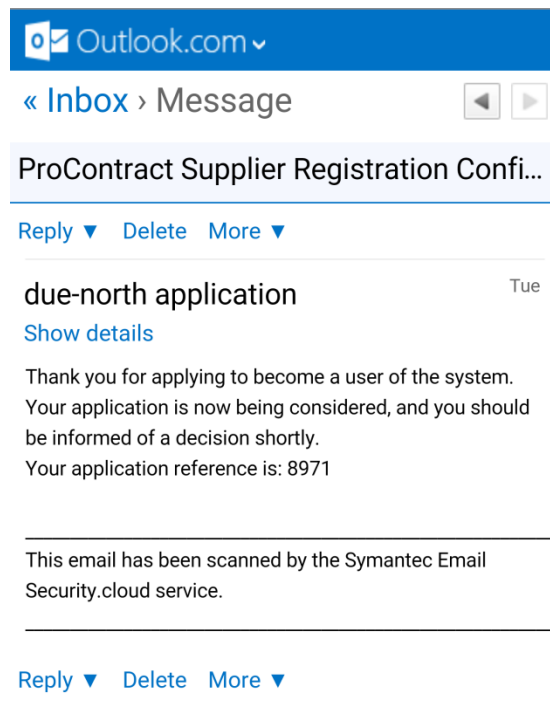 Outlook.com
« Inbox › Message
ProContract Supplier Registration Confi...
Reply ▼ Delete More ▼
due-north application
Tue
Show details
Thank you for applying to become a user of the system.
Your application is now being considered, and you should
be informed of a decision shortly.
Your application reference is: 8971
This email has been scanned by the Symantec Email
Security.cloud service.
Reply ▼ Delete More ▼